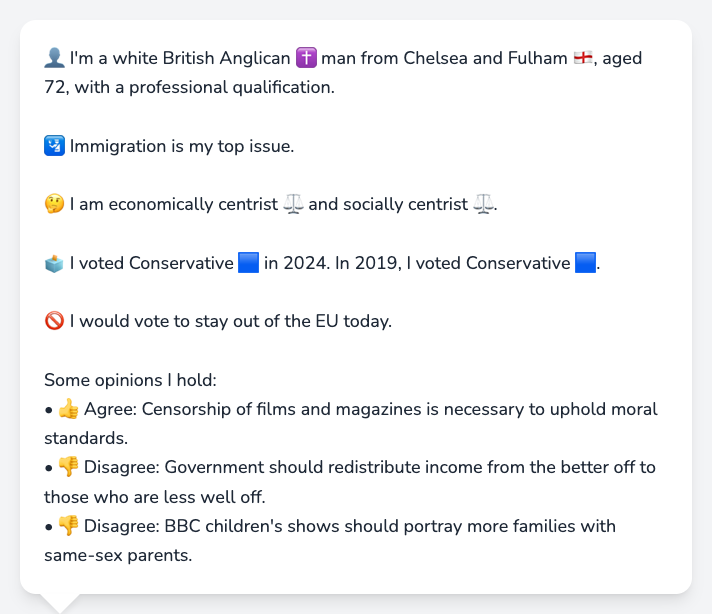 👤 I'm a white British Anglican ✝️ man from Chelsea and Fulham 🏴󠁧󠁢󠁥󠁮󠁧󠁿, aged
72, with a professional qualification.
🛂 Immigration is my top issue.
🤔 I am economically centrist ⚖️ and socially centrist ⚖️.
🗳️ I voted Conservative 🟦 in 2024. In 2019, I voted Conservative 🟦.
🚫 I would vote to stay out of the EU today.
Some opinions I hold:
• 👍 Agree: Censorship of films and magazines is necessary to uphold moral
standards.
• 👎 Disagree: Government should redistribute income from the better off to
those who are less well off.
• 👎 Disagree: BBC children's shows should portray more families with
same-sex parents.